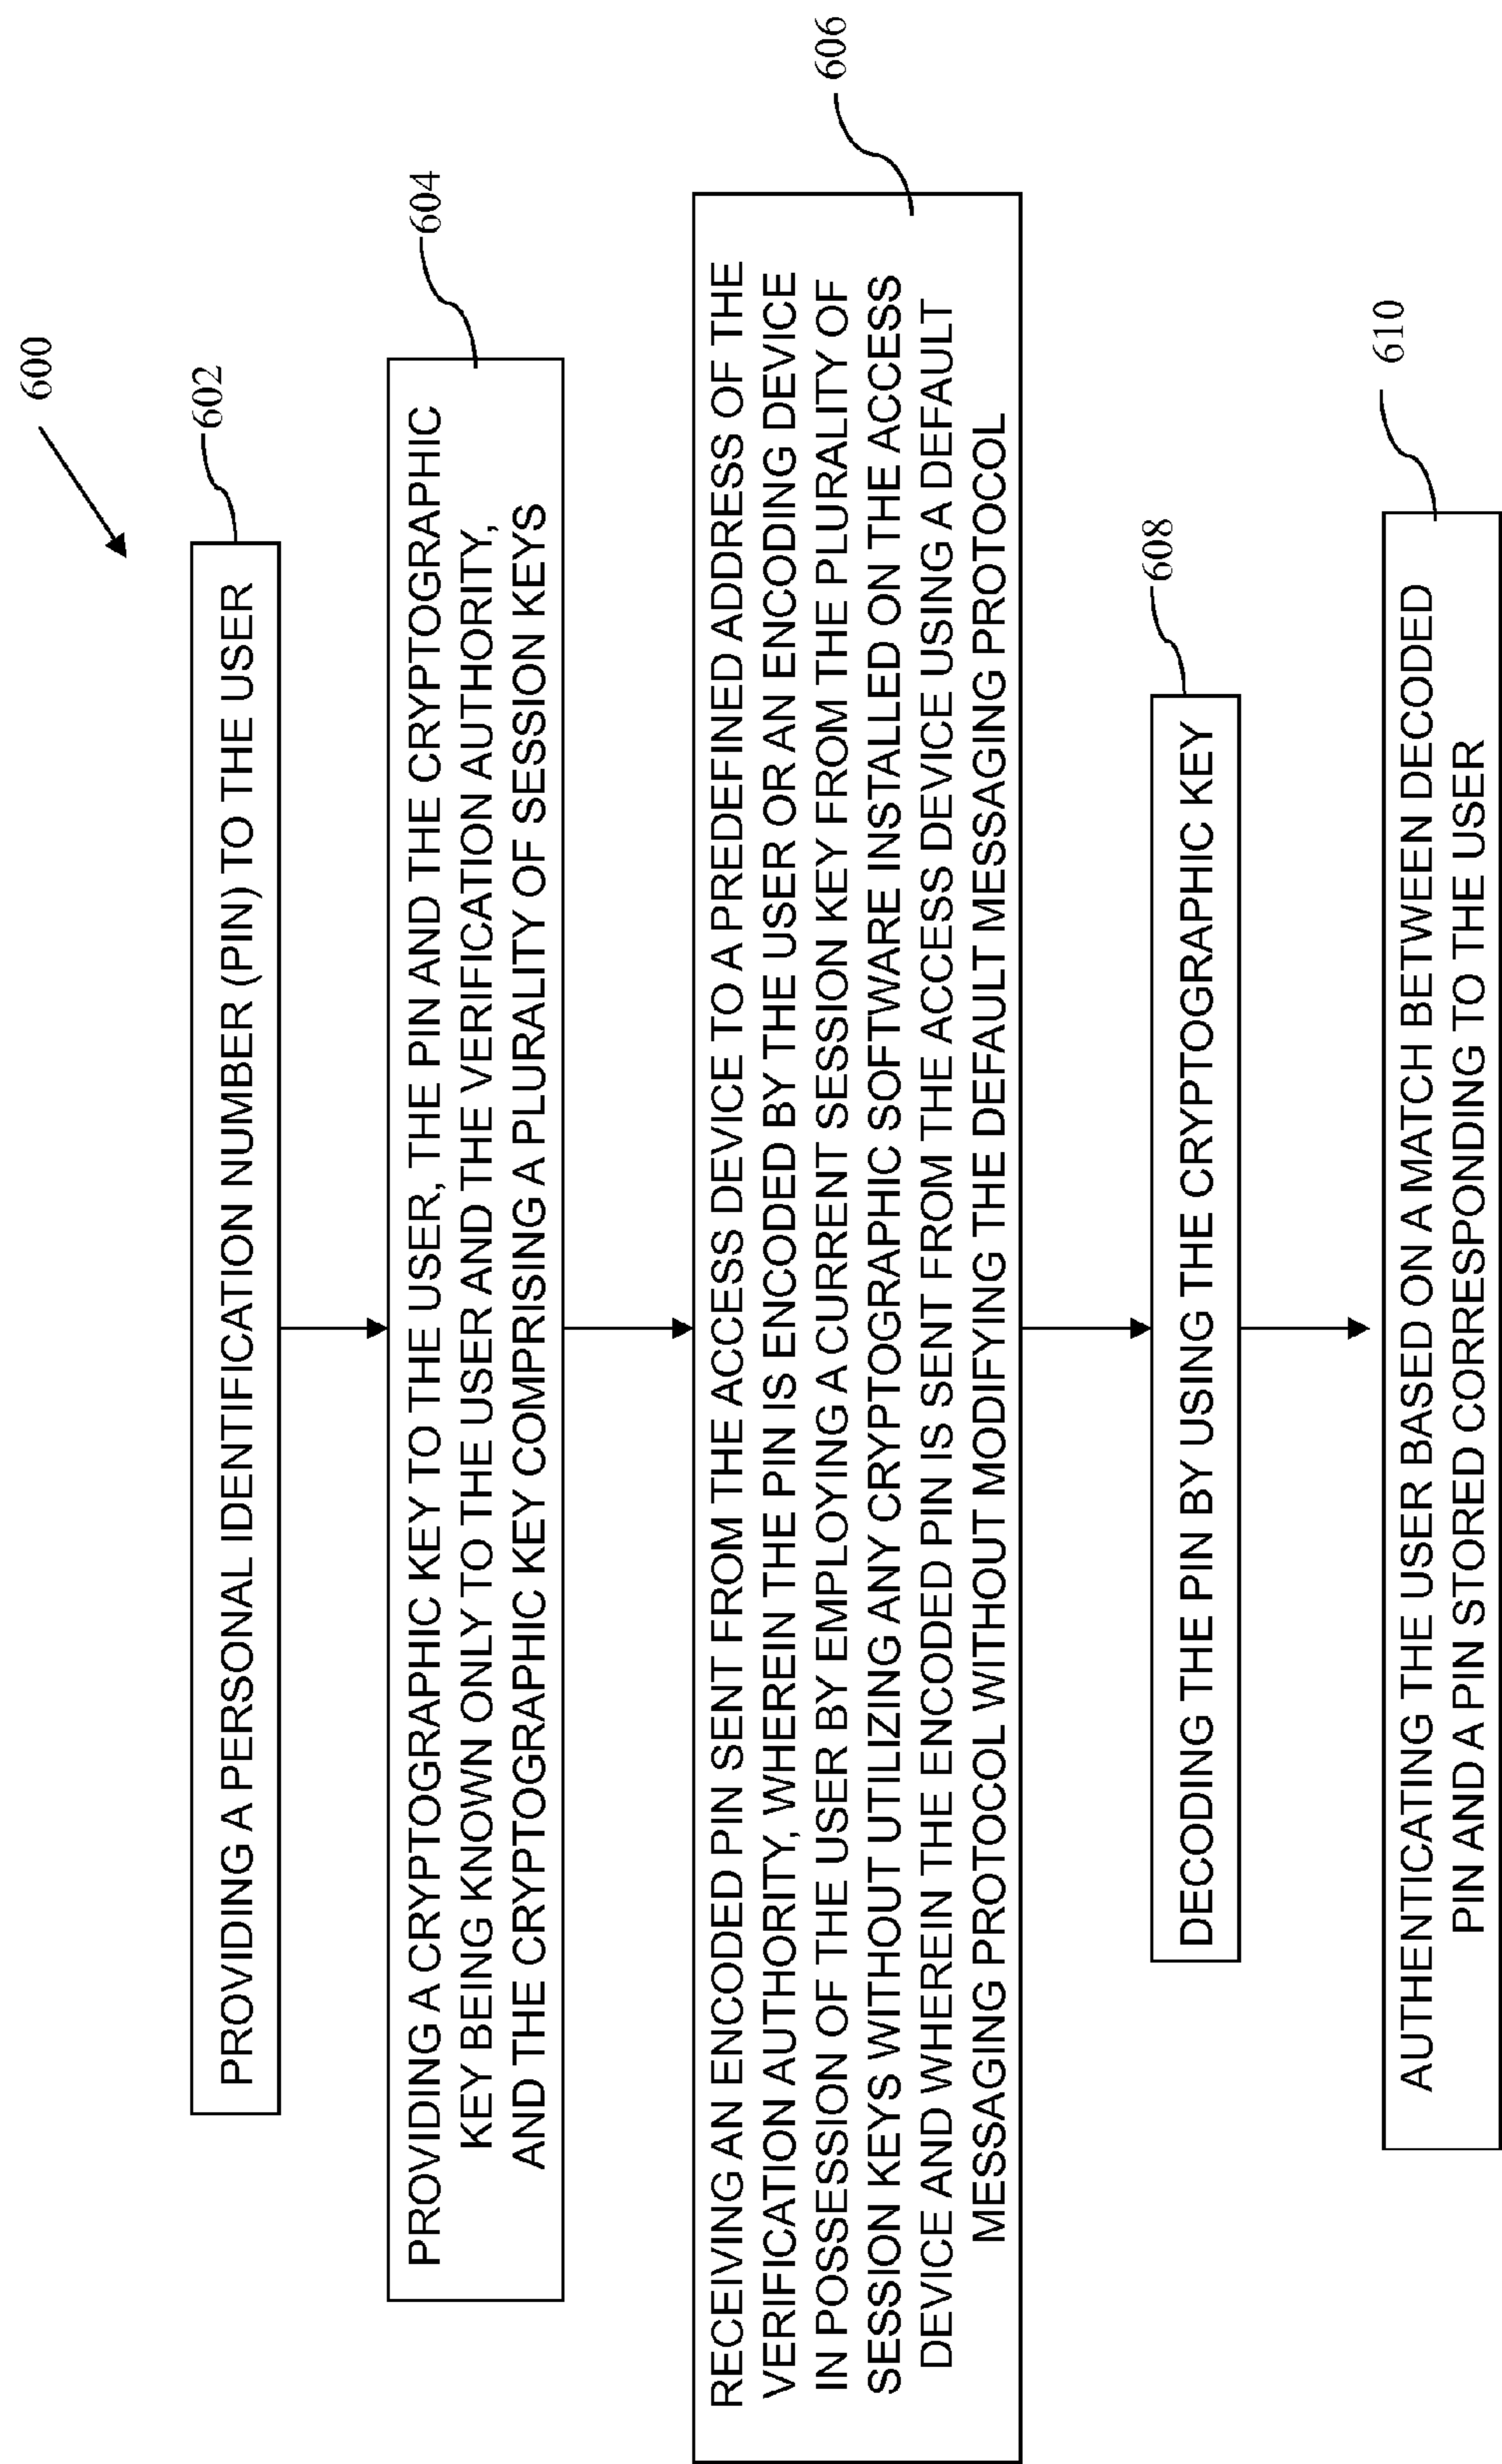 600
602
PROVIDING A PERSONAL IDENTIFICATION NUMBER (PIN) TO THE USER
604
PROVIDING A CRYPTOGRAPHIC KEY TO THE USER, THE PIN AND THE CRYPTOGRAPHIC
KEY BEING KNOWN ONLY TO THE USER AND THE VERIFICATION AUTHORITY,
AND THE CRYPTOGRAPHIC KEY COMPRISING A PLURALITY OF SESSION KEYS
606
RECEIVING AN ENCODED PIN SENT FROM THE ACCESS DEVICE TO A PREDEFINED ADDRESS OF THE
VERIFICATION AUTHORITY, WHEREIN THE PIN IS ENCODED BY THE USER OR AN ENCODING DEVICE
IN POSSESSION OF THE USER BY EMPLOYING A CURRENT SESSION KEY FROM THE PLURALITY OF
SESSION KEYS WITHOUT UTILIZING ANY CRYPTOGRAPHIC SOFTWARE INSTALLED ON THE ACCESS
DEVICE AND WHEREIN THE ENCODED PIN IS SENT FROM THE ACCESS DEVICE USING A DEFAULT
MESSAGING PROTOCOL WITHOUT MODIFYING THE DEFAULT MESSAGING PROTOCOL
608
DECODING THE PIN BY USING THE CRYPTOGRAPHIC KEY
610
AUTHENTICATING THE USER BASED ON A MATCH BETWEEN DECODED
PIN AND A PIN STORED CORRESPONDING TO THE USER